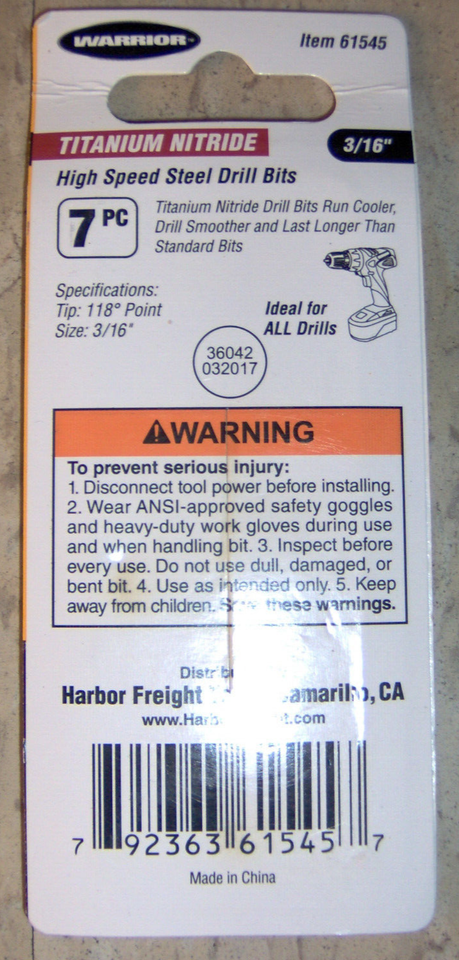 WARRIOR™
Item 61545
TITANIUM NITRIDE
3/16"
High Speed Steel Drill Bits
7 PC
Titanium Nitride Drill Bits Run Cooler,
Drill Smoother and Last Longer Than
Standard Bits
Specifications:
Tip: 118° Point
Size: 3/16"
Ideal for
ALL Drills
36042
032017
WARNING
To prevent serious injury:
1. Disconnect tool power before installing.
2. Wear ANSI-approved safety goggles
and heavy-duty work gloves during use
and when handling bit. 3. Inspect before
every use. Do not use dull, damaged, or
bent bit. 4. Use as intended only. 5. Keep
away from children. Save these warnings.
Harbor Freight Camarillo, CA
7 92363 61545 7
Made in China